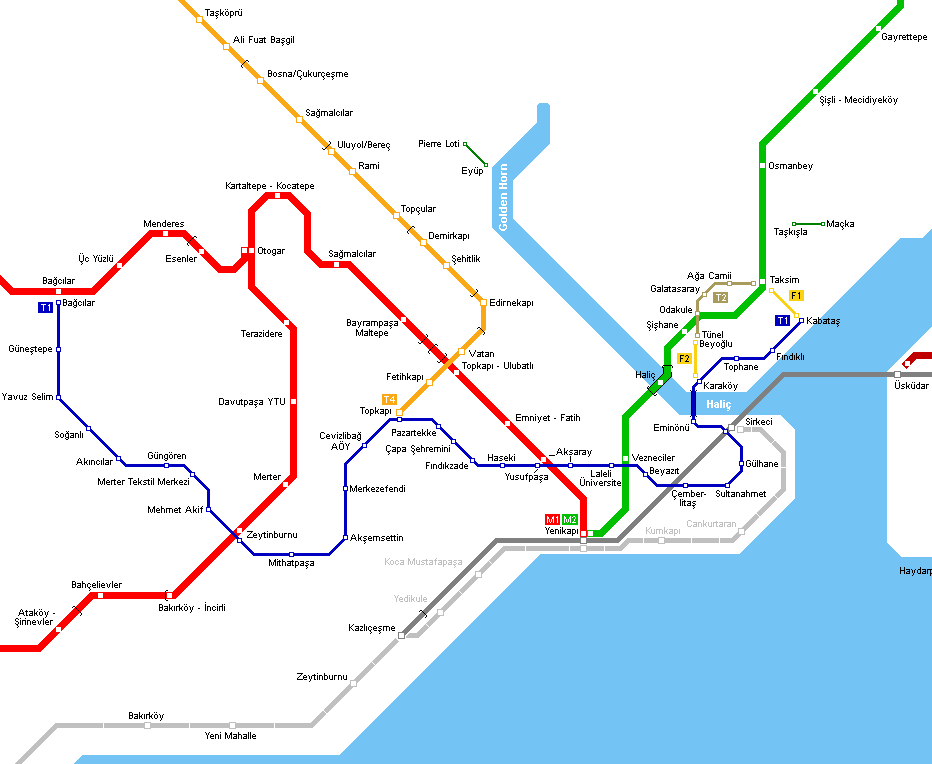 Taşköprü
Ali Fuat Başgil
Gayrettepe
Bosna/Çukurçeşme
Şişli - Mecidiyeköy
Sağmalcılar
Uluyol/Bereç
Pierre Loti
Rami
Osmanbey
Eyüp
Kartaltepe - Kocatepe
Golden Horn
Topçular
Menderes
Maçka
Taşkışla
Demirkapı
Otogar
Sağmalcılar
Üç Yüzlü
Esenler
Şehitlik
Ağa Camii
Taksim
Bağcılar
Galatasaray
T2
F1
T1
Bağcılar
Edirnekapı
Odakule
T1
Kabataş
Bayrampaşa
Maltepe
Şişhane
Terazidere
Tünel
Beyoğlu
Güneştepe
Vatan
F2
Fındıklı
Topkapı - Ulubatlı
Tophane
Fetihkapı
Haliç
Karaköy
Üsküdar
Yavuz Selim
Davutpaşa YTU
T4
Haliç
Topkapı
Emniyet - Fatih
Sirkeci
Eminönü
Soğanlı
Cevizlibağ
AÖY
Pazartekke
Çapa Şehremini
Aksaray
Vezneciler
Güngören
Haseki
Akıncılar
Fındıkzade
Beyazıt
Gülhane
Merter Tekstil Merkezi
Merter
Yusufpaşa
Laleli
Üniversite
Merkezefendi
Çember-
litaş
Sultanahmet
Mehmet Akif
M1
M2
Yenikapı
Kumkapı
Cankurtaran
Zeytinburnu
Akşemsettin
Mithatpaşa
Koca Mustafapaşa
Haydarp
Bahçelievler
Yedikule
Bakırköy - İncirli
Ataköy -
Şirinevler
Kazlıçeşme
Zeytinburnu
Bakırköy
Yeni Mahalle